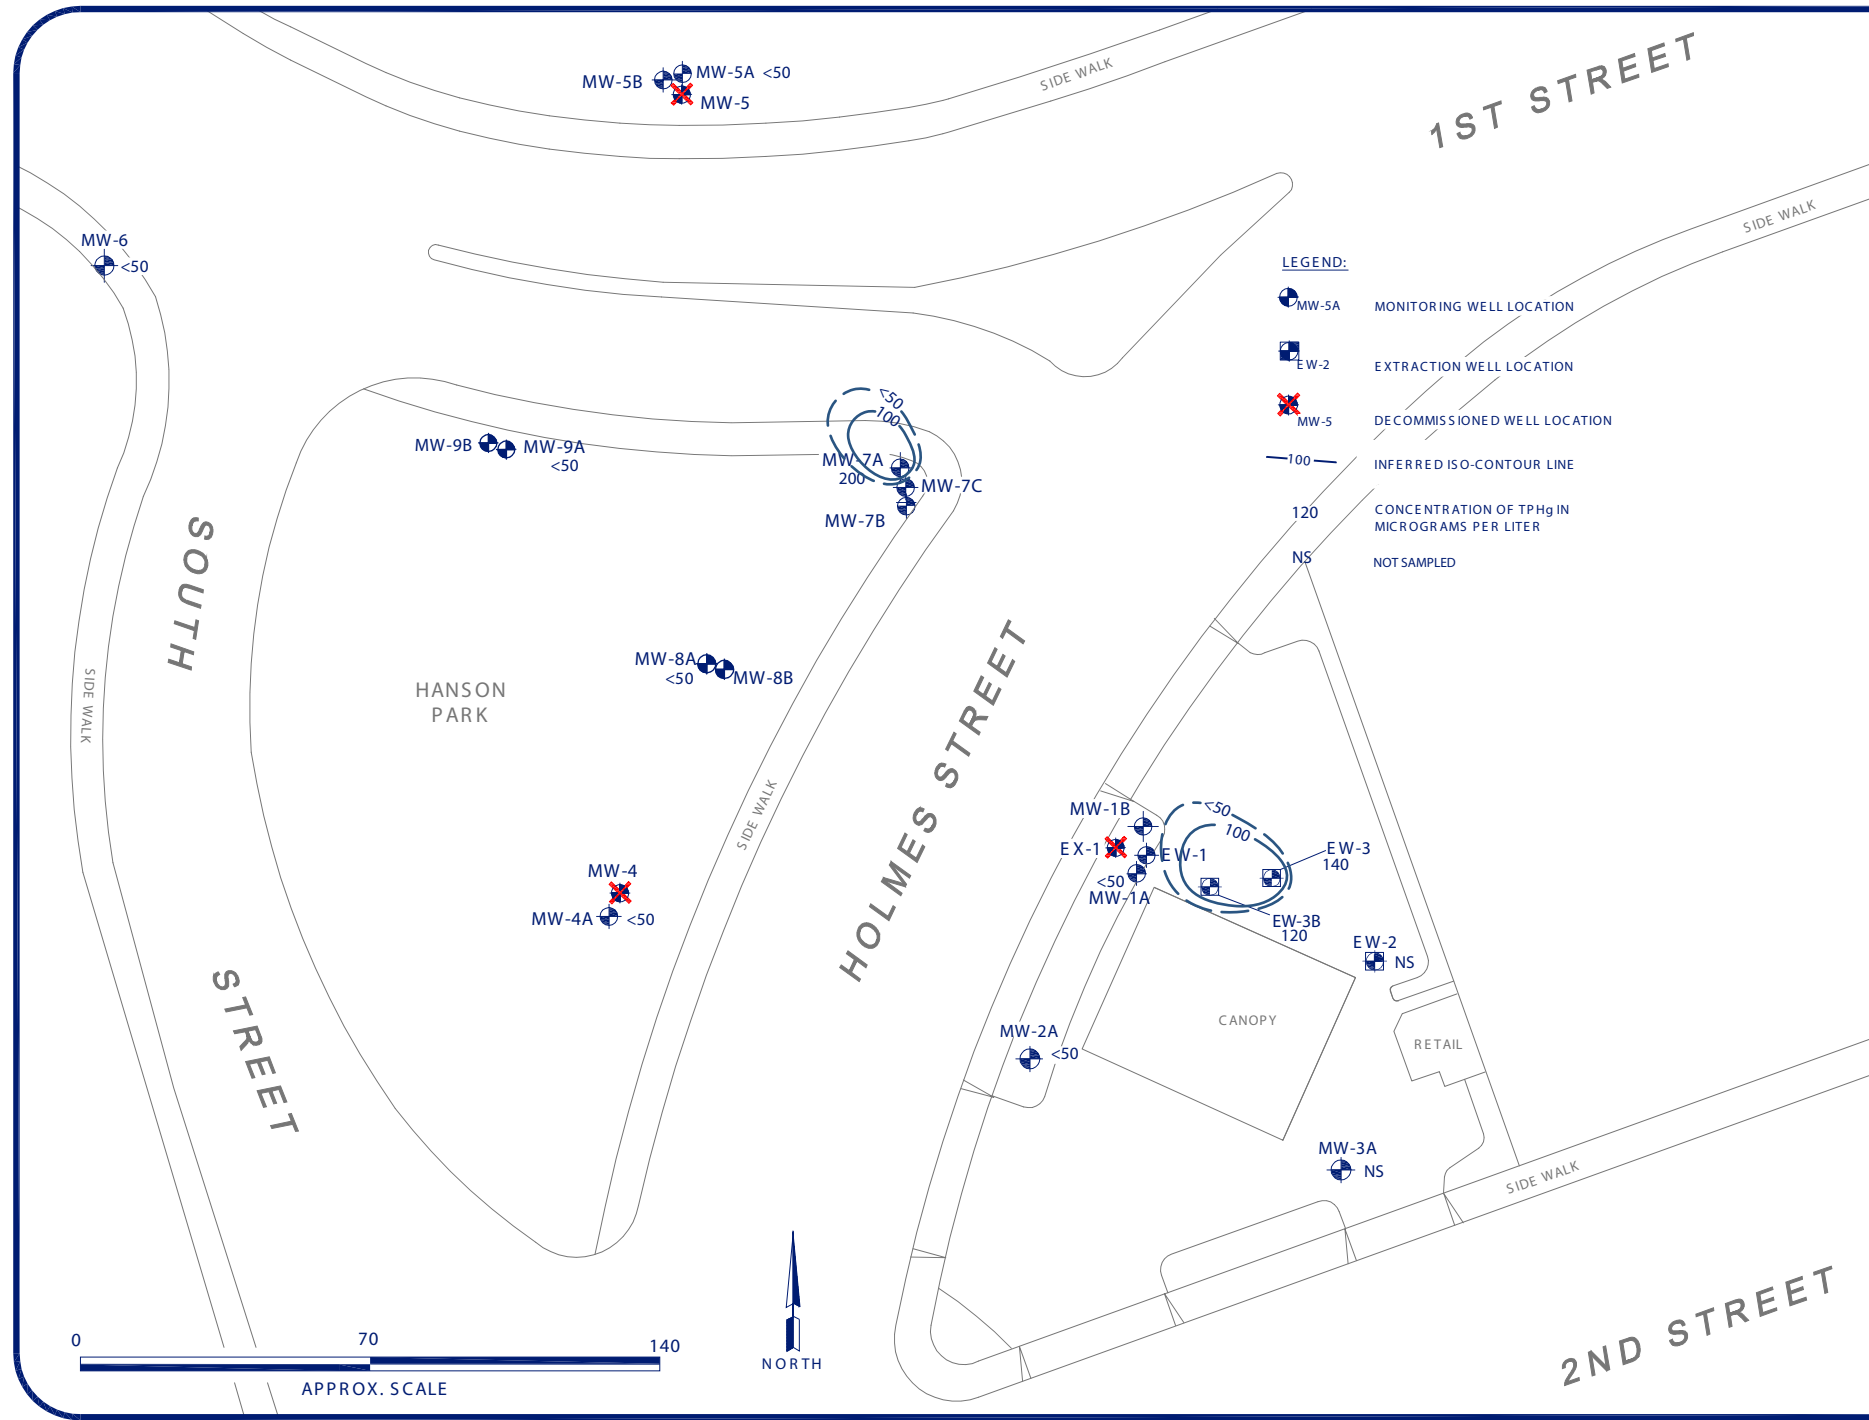 MW-5B
MW-5A <50
MW-5
SIDE WALK
1ST STREET
SIDE WALK
MW-6
<50
LEGEND:
MW-5A MONITORING WELL LOCATION
EW-2 EXTRACTION WELL LOCATION
MW-5 DECOMMISSIONED WELL LOCATION
100 INFERRED ISO-CONTOUR LINE
120 CONCENTRATION OF TPHg IN
MICROGRAMS PER LITER
NS NOT SAMPLED
<50
100
MW-9B
MW-9A
<50
MW-7A
200
MW-7C
MW-7B
SOUTH
STREET
SIDE WALK
HANSON
PARK
MW-8A
<50
MW-8B
SIDE WALK
HOLMES STREET
MW-4
MW-4A <50
MW-1B
EX-1
EW-1
<50
MW-1A
<50
100
EW-3
140
EW-3B
120
EW-2
NS
CANOPY
RETAIL
MW-2A
<50
MW-3A
NS
SIDE WALK
2ND STREET
0 70 140
APPROX. SCALE
NORTH